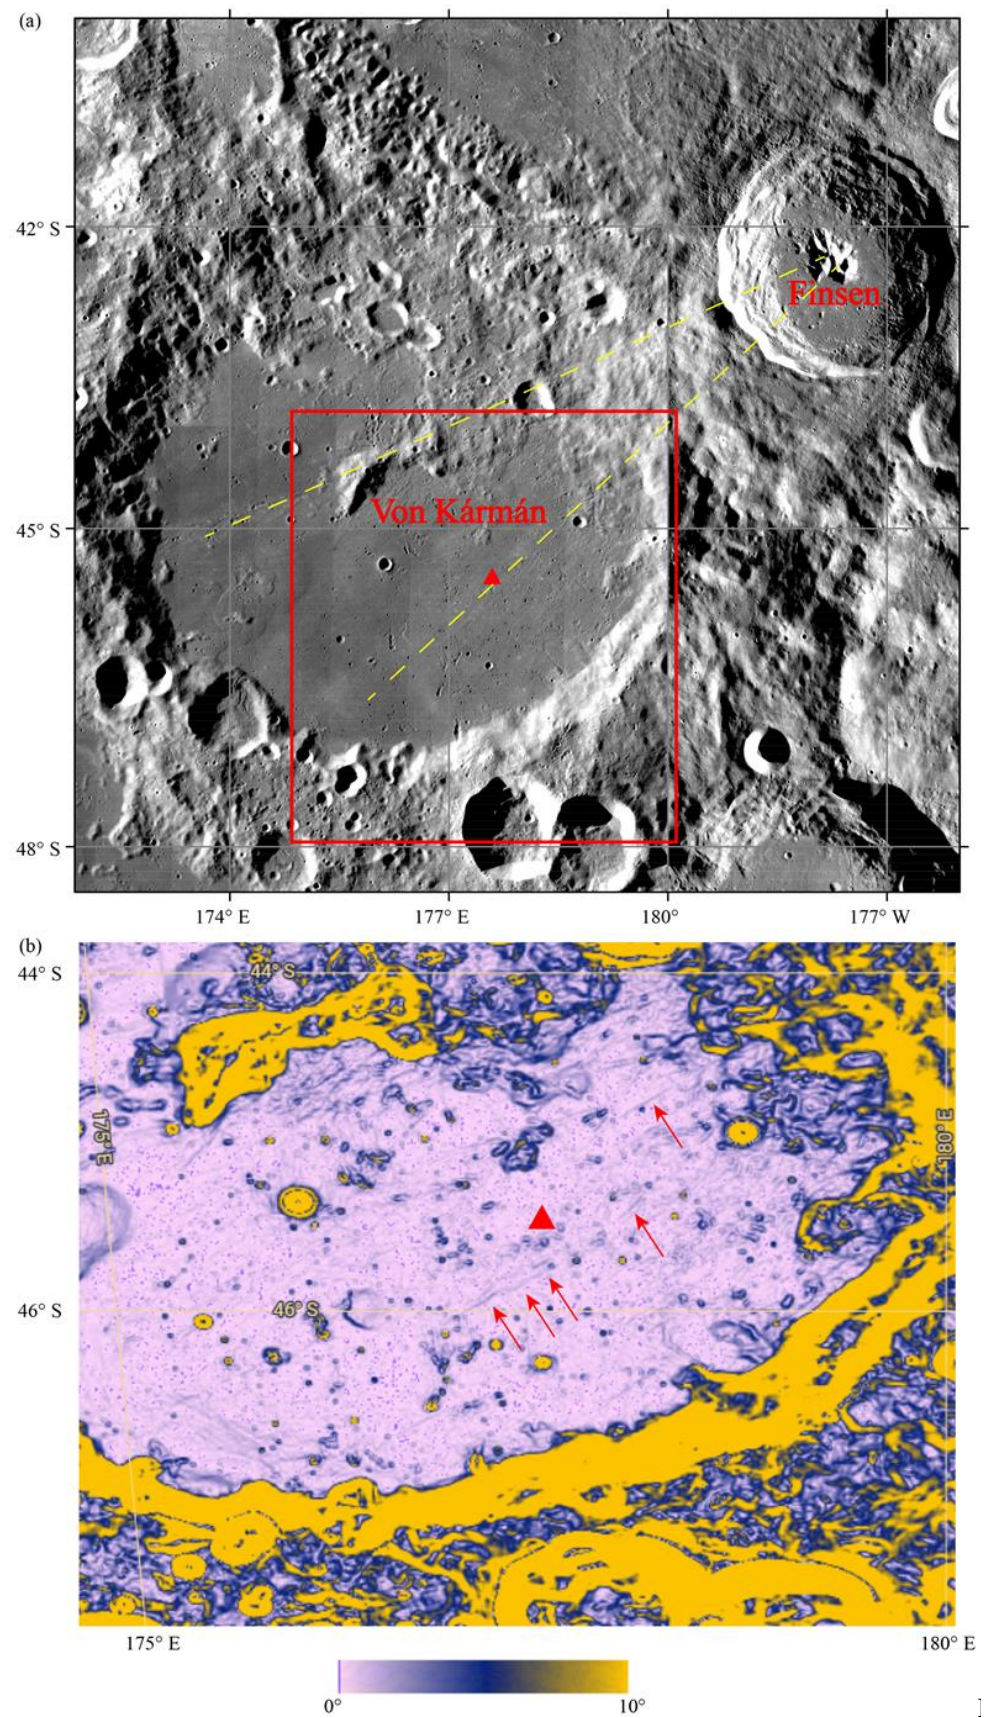 (a)
42° S
Finsen
Von Kármán
45° S
48° S
174° E 177° E 180° 177° W
(b)
44° S 44° S
175° E
180° E
46° S 46° S
175° E 180° E
0° 10°